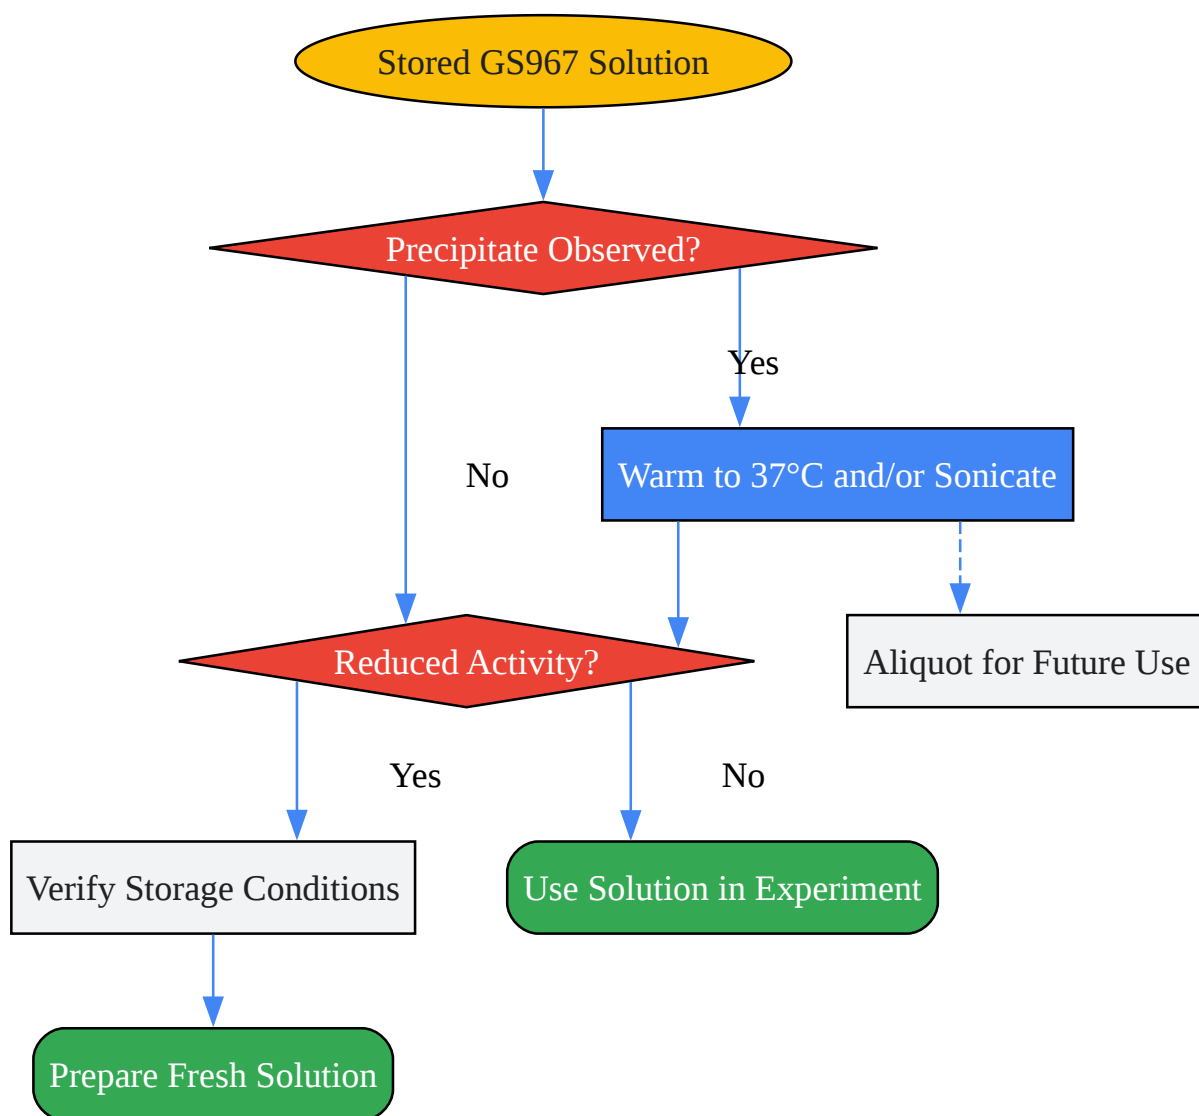 Stored GS967 Solution
Precipitate Observed?
Yes
No
Warm to 37°C and/or Sonicate
Reduced Activity?
Aliquot for Future Use
Yes
No
Verify Storage Conditions
Use Solution in Experiment
Prepare Fresh Solution